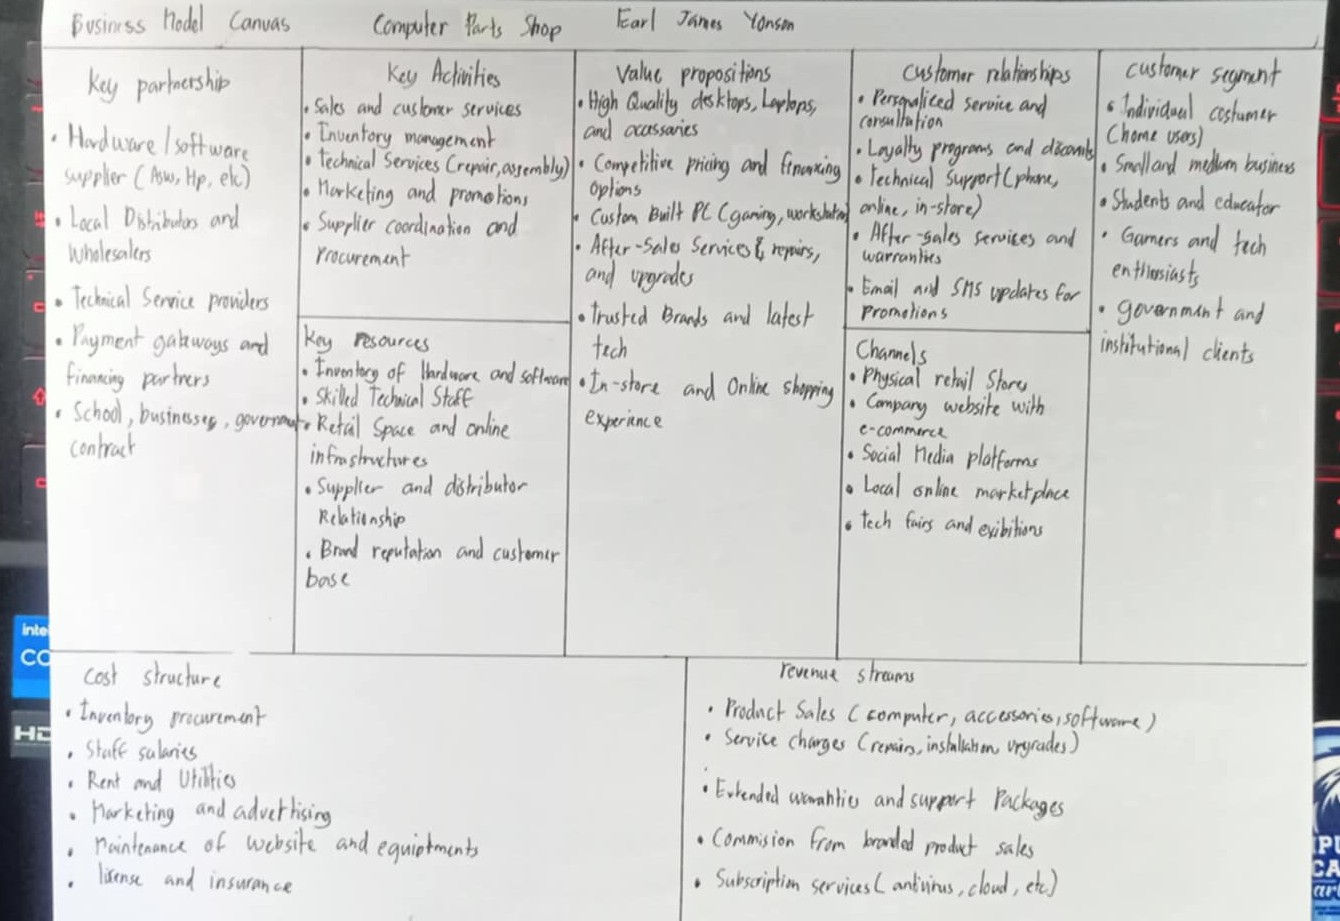 Business Model Canvas
Computer Parts Shop
Earl James Yonson
Key partnership
• Hardware/software
supplier (Asus, Hp, etc)
• Local Distributors and
Wholesalers
• Technical Service providers
• Payment gateways and
financing partners
• School, businesses, government
contract
Key Activities
• Sales and customer services
• Inventory management
• Technical Services (repair, assembly)
• Marketing and promotions
• Supplier coordination and
procurement
Key resources
• Inventory of Hardware and software
• Skilled Technical Staff
• Retail Space and online
infrastructures
• Supplier and distributor
Relationship
• Brand reputation and customer
base
Value propositions
• High Quality desktops, Laptops,
and accessaries
• Competitive pricing and financing
options
• Custom Built PC (gaming, workstation)
• After-Sales Services & repairs,
and upgrades
• Trusted Brands and latest
tech
• In-store and Online shopping
experience
Customer relationships
• Personalized service and
consultation
• Loyalty programs and discounts
• Technical Support (phone,
online, in-store)
• After-sales services and
warranties
• Email and SMS updates for
promotions
Channels
• Physical retail Stores
• Company website with
e-commerce
• Social Media platforms
• Local online marketplace
• Tech fairs and exibitions
customer segment
• Individual costumer
(home users)
• Small and medium business
• Students and educator
• Gamers and tech
enthusiasts
• government and
institutional clients
Cost structure
• Inventory procurement
• Staff salaries
• Rent and Utilities
• Marketing and advertising
• Maintenance of website and equiptments
• lisense and insurance
revenue streams
• Product Sales (computer, accessories, software)
• Service charges (repairs, installation, upgrades)
• Extended warranties and support Packages
• Commision from branded product sales
• Subscription services (antivirus, cloud, etc)